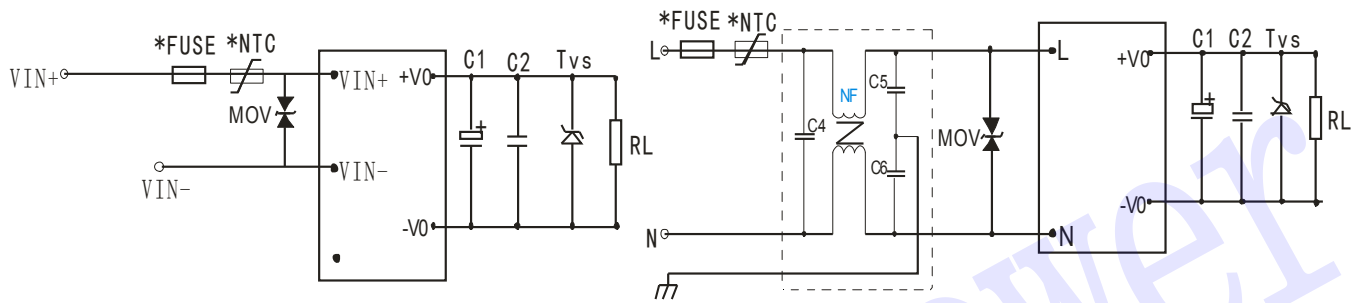 *FUSE *NTC
VIN+
MOV
VIN-
VIN+
VIN-
+V0
-V0
C1 C2 Tvs
RL
*FUSE *NTC
L
C4
NF
C5
C6
MOV
N
L
N
+V0
-V0
C1 C2 Tvs
RL
ower